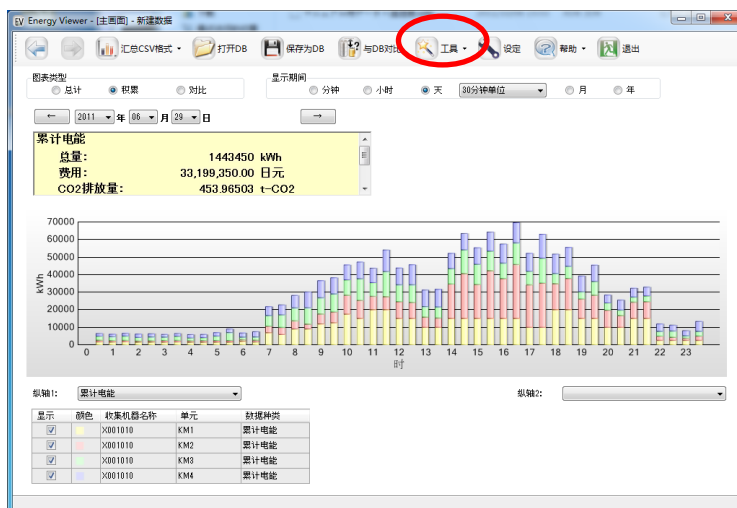 EV Energy Viewer - [主画面] - 新建数据
汇总CSV格式 打开DB 保存为DB 与DB对比 工具 设定 帮助 退出
图表类型 显示期间
总计 积累 对比 分钟 小时 天 30分钟单位 月 年
← 2011 年 06 月 29 日 →
累计电能
总量: 1443450 kWh
费用: 33,199,350.00 日元
CO2排放量: 453.96503 t-CO2
70000
60000
50000
40000
30000
20000
10000
0
kWh
0 1 2 3 4 5 6 7 8 9 10 11 12 13 14 15 16 17 18 19 20 21 22 23
时
纵轴1: 累计电能 纵轴2:
显示 颜色 收集机器名称 单元 数据种类
X001010 KM1 累计电能
X001010 KM2 累计电能
X001010 KM3 累计电能
X001010 KM4 累计电能